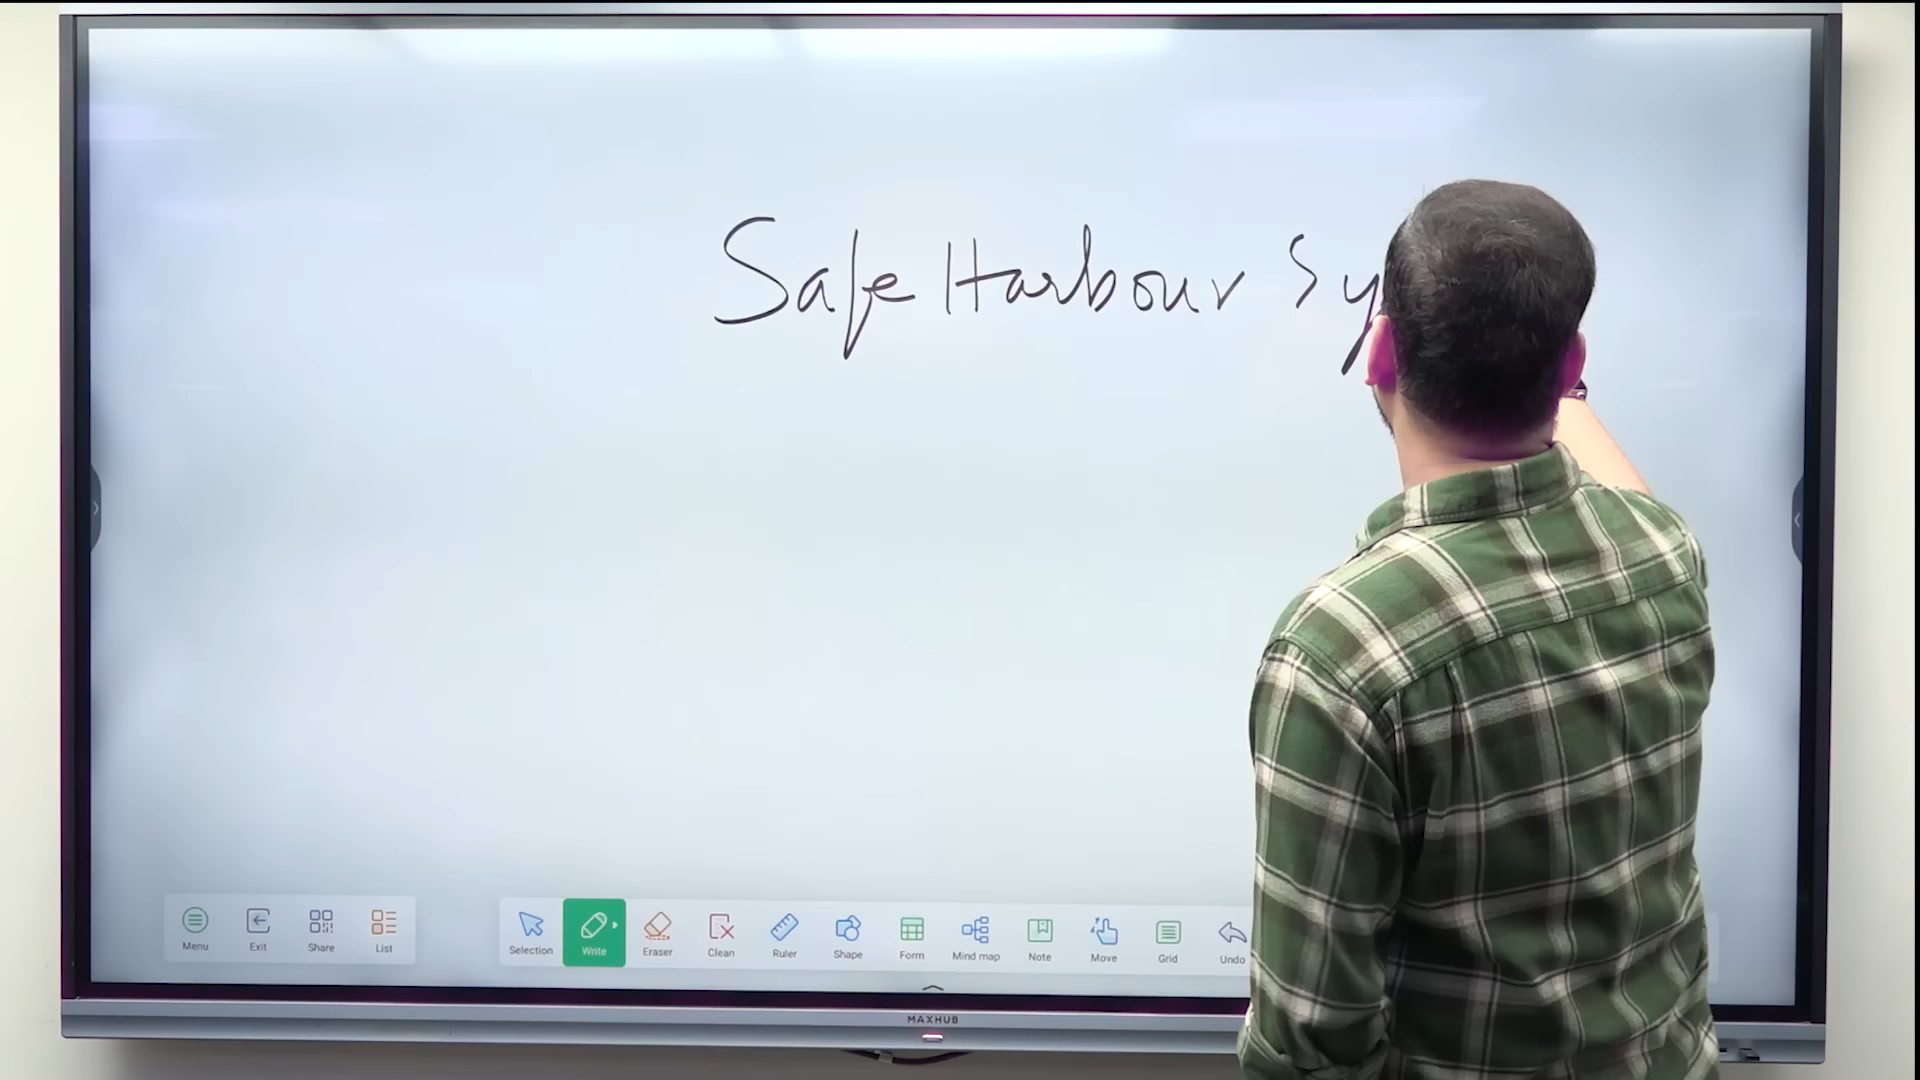 Safe Harbour Sy
Menu Exit Share List Selection Write Eraser Clean Ruler Shape Form Mind map Note Move Grid Undo
MAXHUB